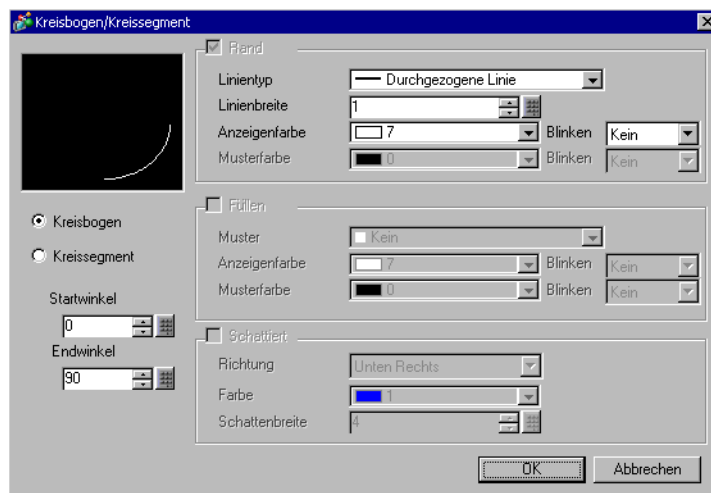 Kreisbogen/Kreissegment
Rand
Linientyp Durchgezogene Linie
Linienbreite 1
Anzeigenfarbe 7 Blinken Kein
Musterfarbe 0 Blinken Kein
Kreisbogen
Kreissegment
Startwinkel
0
Endwinkel
90
Füllen
Muster Kein
Anzeigenfarbe 7 Blinken Kein
Musterfarbe 0 Blinken Kein
Schattiert
Richtung Unten Rechts
Farbe 1
Schattenbreite 4
OK Abbrechen